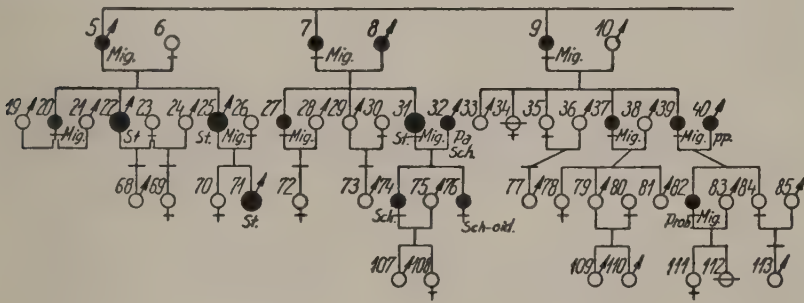 5 6 7 8 9 10
Mig. Mig. Mig.
19 20 21 22 23 24 25 26 27 28 29 30 31 32 33 34 35 36 37 38 39 40
Mig. St. St. Mig. Mig. St. Mig. Pa Mig. Mig. pp.
Sch.
68 69 70 71 72 73 74 75 76 77 78 79 80 81 82 83 84 85
St. Sch. Sch-oid. Prob. Mig.
107 108 109 110 111 112 113